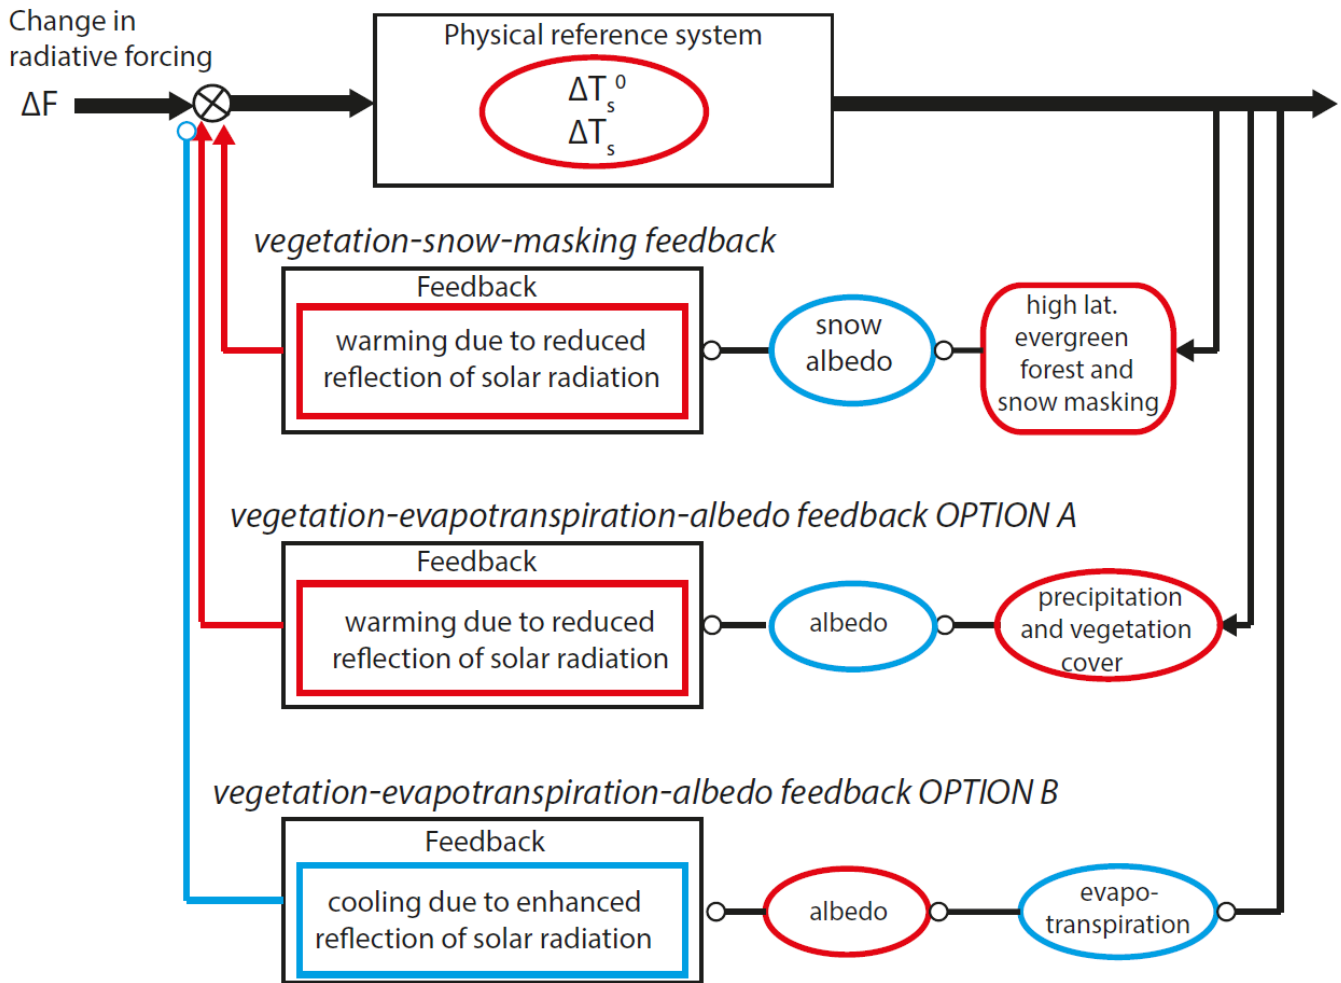 Change in
radiative forcing
ΔF
Physical reference system
ΔTs⁰
ΔTs
vegetation-snow-masking feedback
Feedback
warming due to reduced
reflection of solar radiation
snow
albedo
high lat.
evergreen
forest and
snow masking
vegetation-evapotranspiration-albedo feedback OPTION A
Feedback
warming due to reduced
reflection of solar radiation
albedo
precipitation
and vegetation
cover
vegetation-evapotranspiration-albedo feedback OPTION B
Feedback
cooling due to enhanced
reflection of solar radiation
albedo
evapo-
transpiration